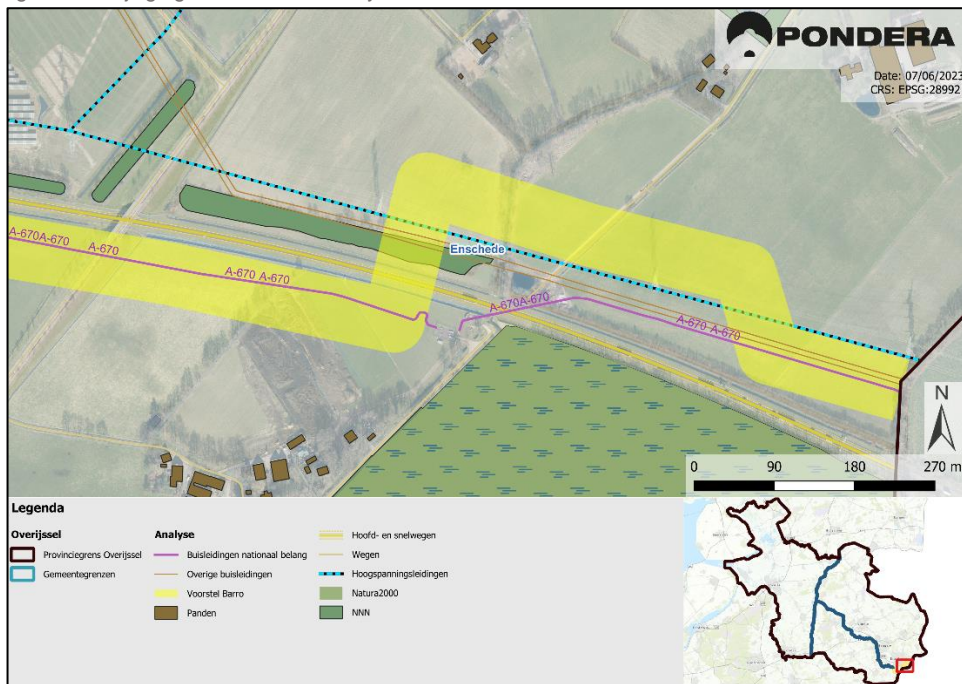 PONDERA
Date: 07/06/2023
CRS: EPSG:28992
Enschede
A-670A-670
A-670
A-670 A-670
A-670A-670
A-670 A-670
N
0 90 180 270 m
Legenda
Overijssel
Provinciegrens Overijssel
Gemeentegrenzen
Analyse
Buisleidingen nationaal belang
Overige buisleidingen
Voorstel Barro
Panden
Hoofd- en snelwegen
Wegen
Hoogspanningsleidingen
Natura2000
NNN